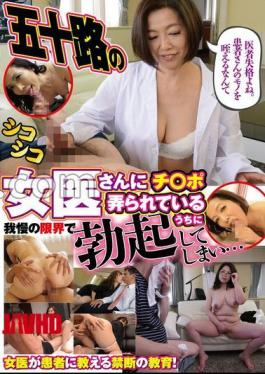 五十路の
医者失格よね、
患者さんのモノを
咥えるなんて
シコ
シコ
女医さんに
チ〇ポ
弄られている
うちに
我慢の限界で
勃起して
しまい…
JAVHD
女医が患者に教える禁断の教育!